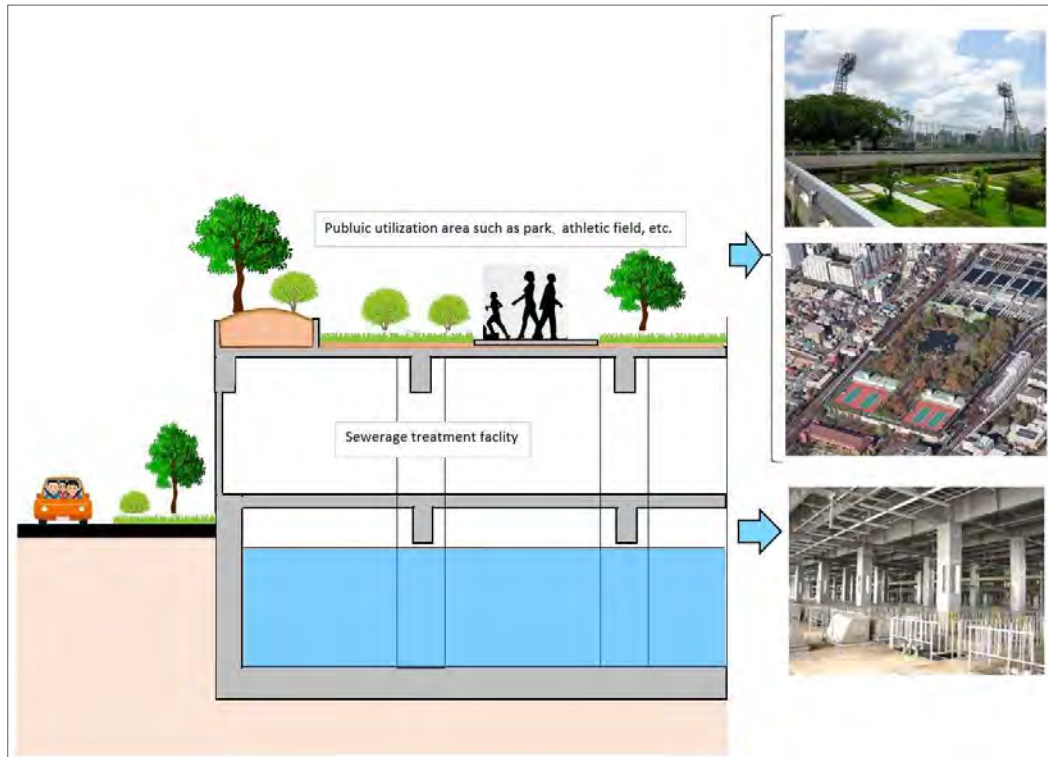 Publuic utilization area such as park、athletic field, etc.
Sewerage treatment faclity